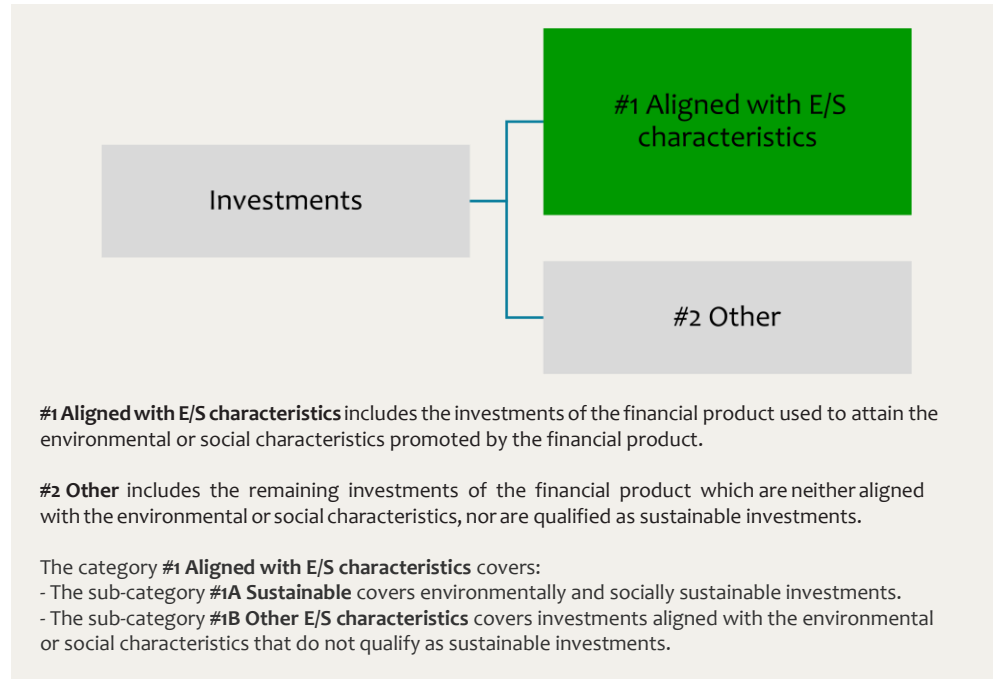 #1 Aligned with E/S
characteristics
Investments
#2 Other
#1 Aligned with E/S characteristics includes the investments of the financial product used to attain the
environmental or social characteristics promoted by the financial product.
#2 Other includes the remaining investments of the financial product which are neither aligned
with the environmental or social characteristics, nor are qualified as sustainable investments.
The category #1 Aligned with E/S characteristics covers:
- The sub-category #1A Sustainable covers environmentally and socially sustainable investments.
- The sub-category #1B Other E/S characteristics covers investments aligned with the environmental
or social characteristics that do not qualify as sustainable investments.